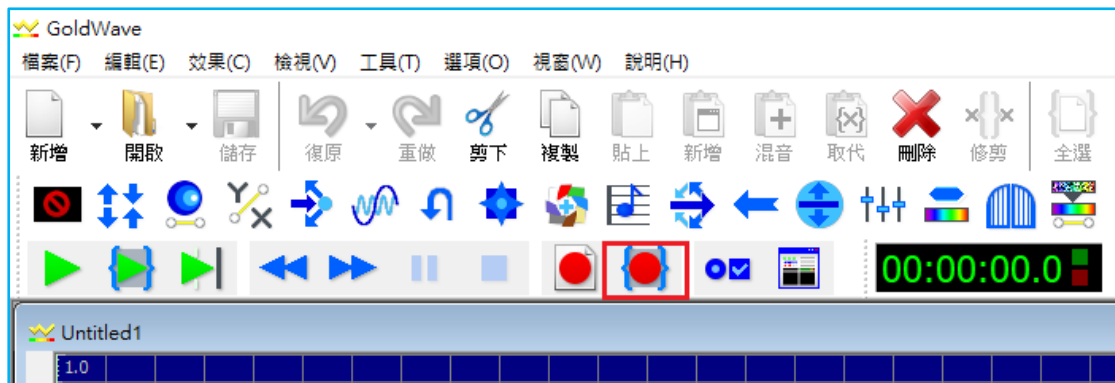 GoldWave
檔案(F) 編輯(E) 效果(C) 檢視(V) 工具(T) 選項(O) 視窗(W) 說明(H)
新增 開啟 儲存 復原 重做 剪下 複製 貼上 新增 混音 取代 刪除 修剪 全選
00:00:00.0
Untitled1
1.0